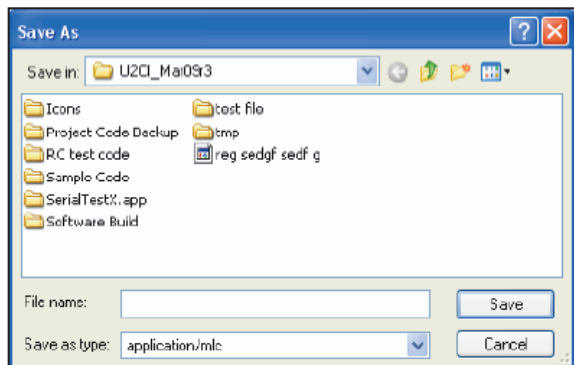 Save As
Save in: U2CI_Mar09r3
Icons
Project Code Backup
RC test code
Sample Code
SerialTestX.app
Software Build
test file
tmp
reg sedgf sedf g
File name:
Save
Save as type: application/mlc
Cancel